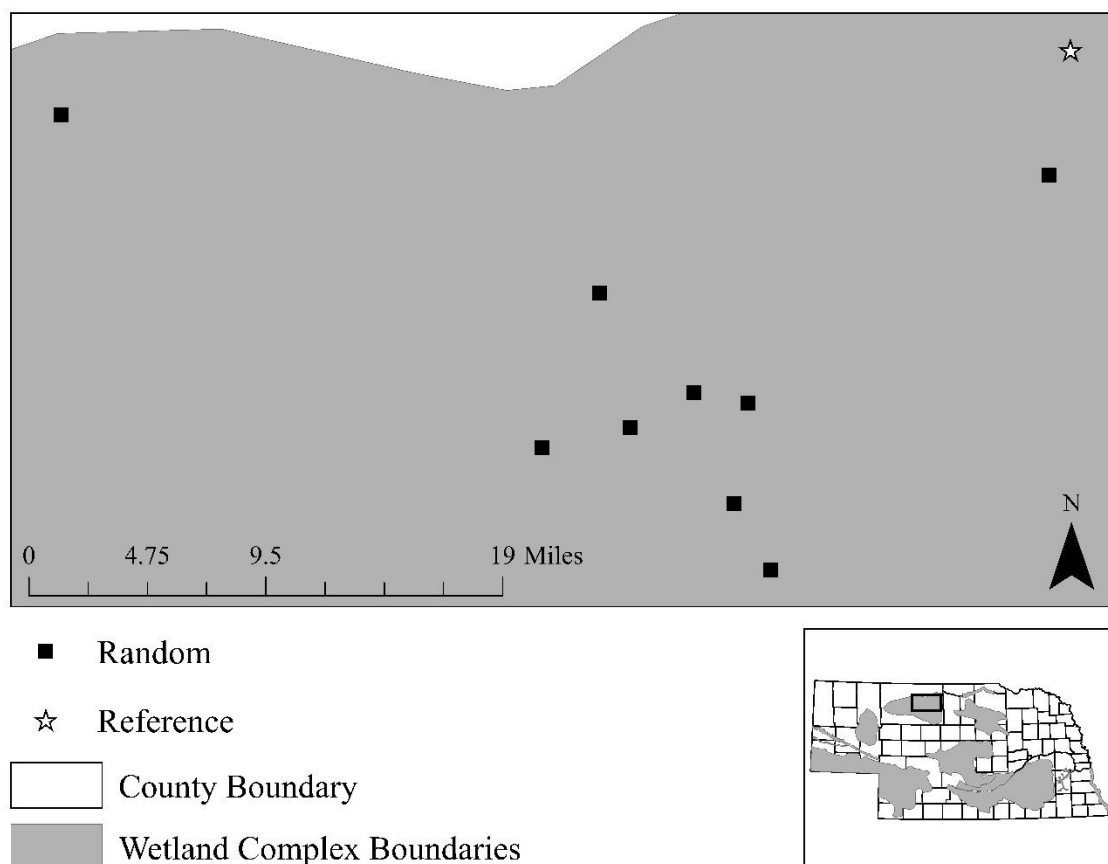 N
0 4.75 9.5 19 Miles
Random
Reference
County Boundary
Wetland Complex Boundaries